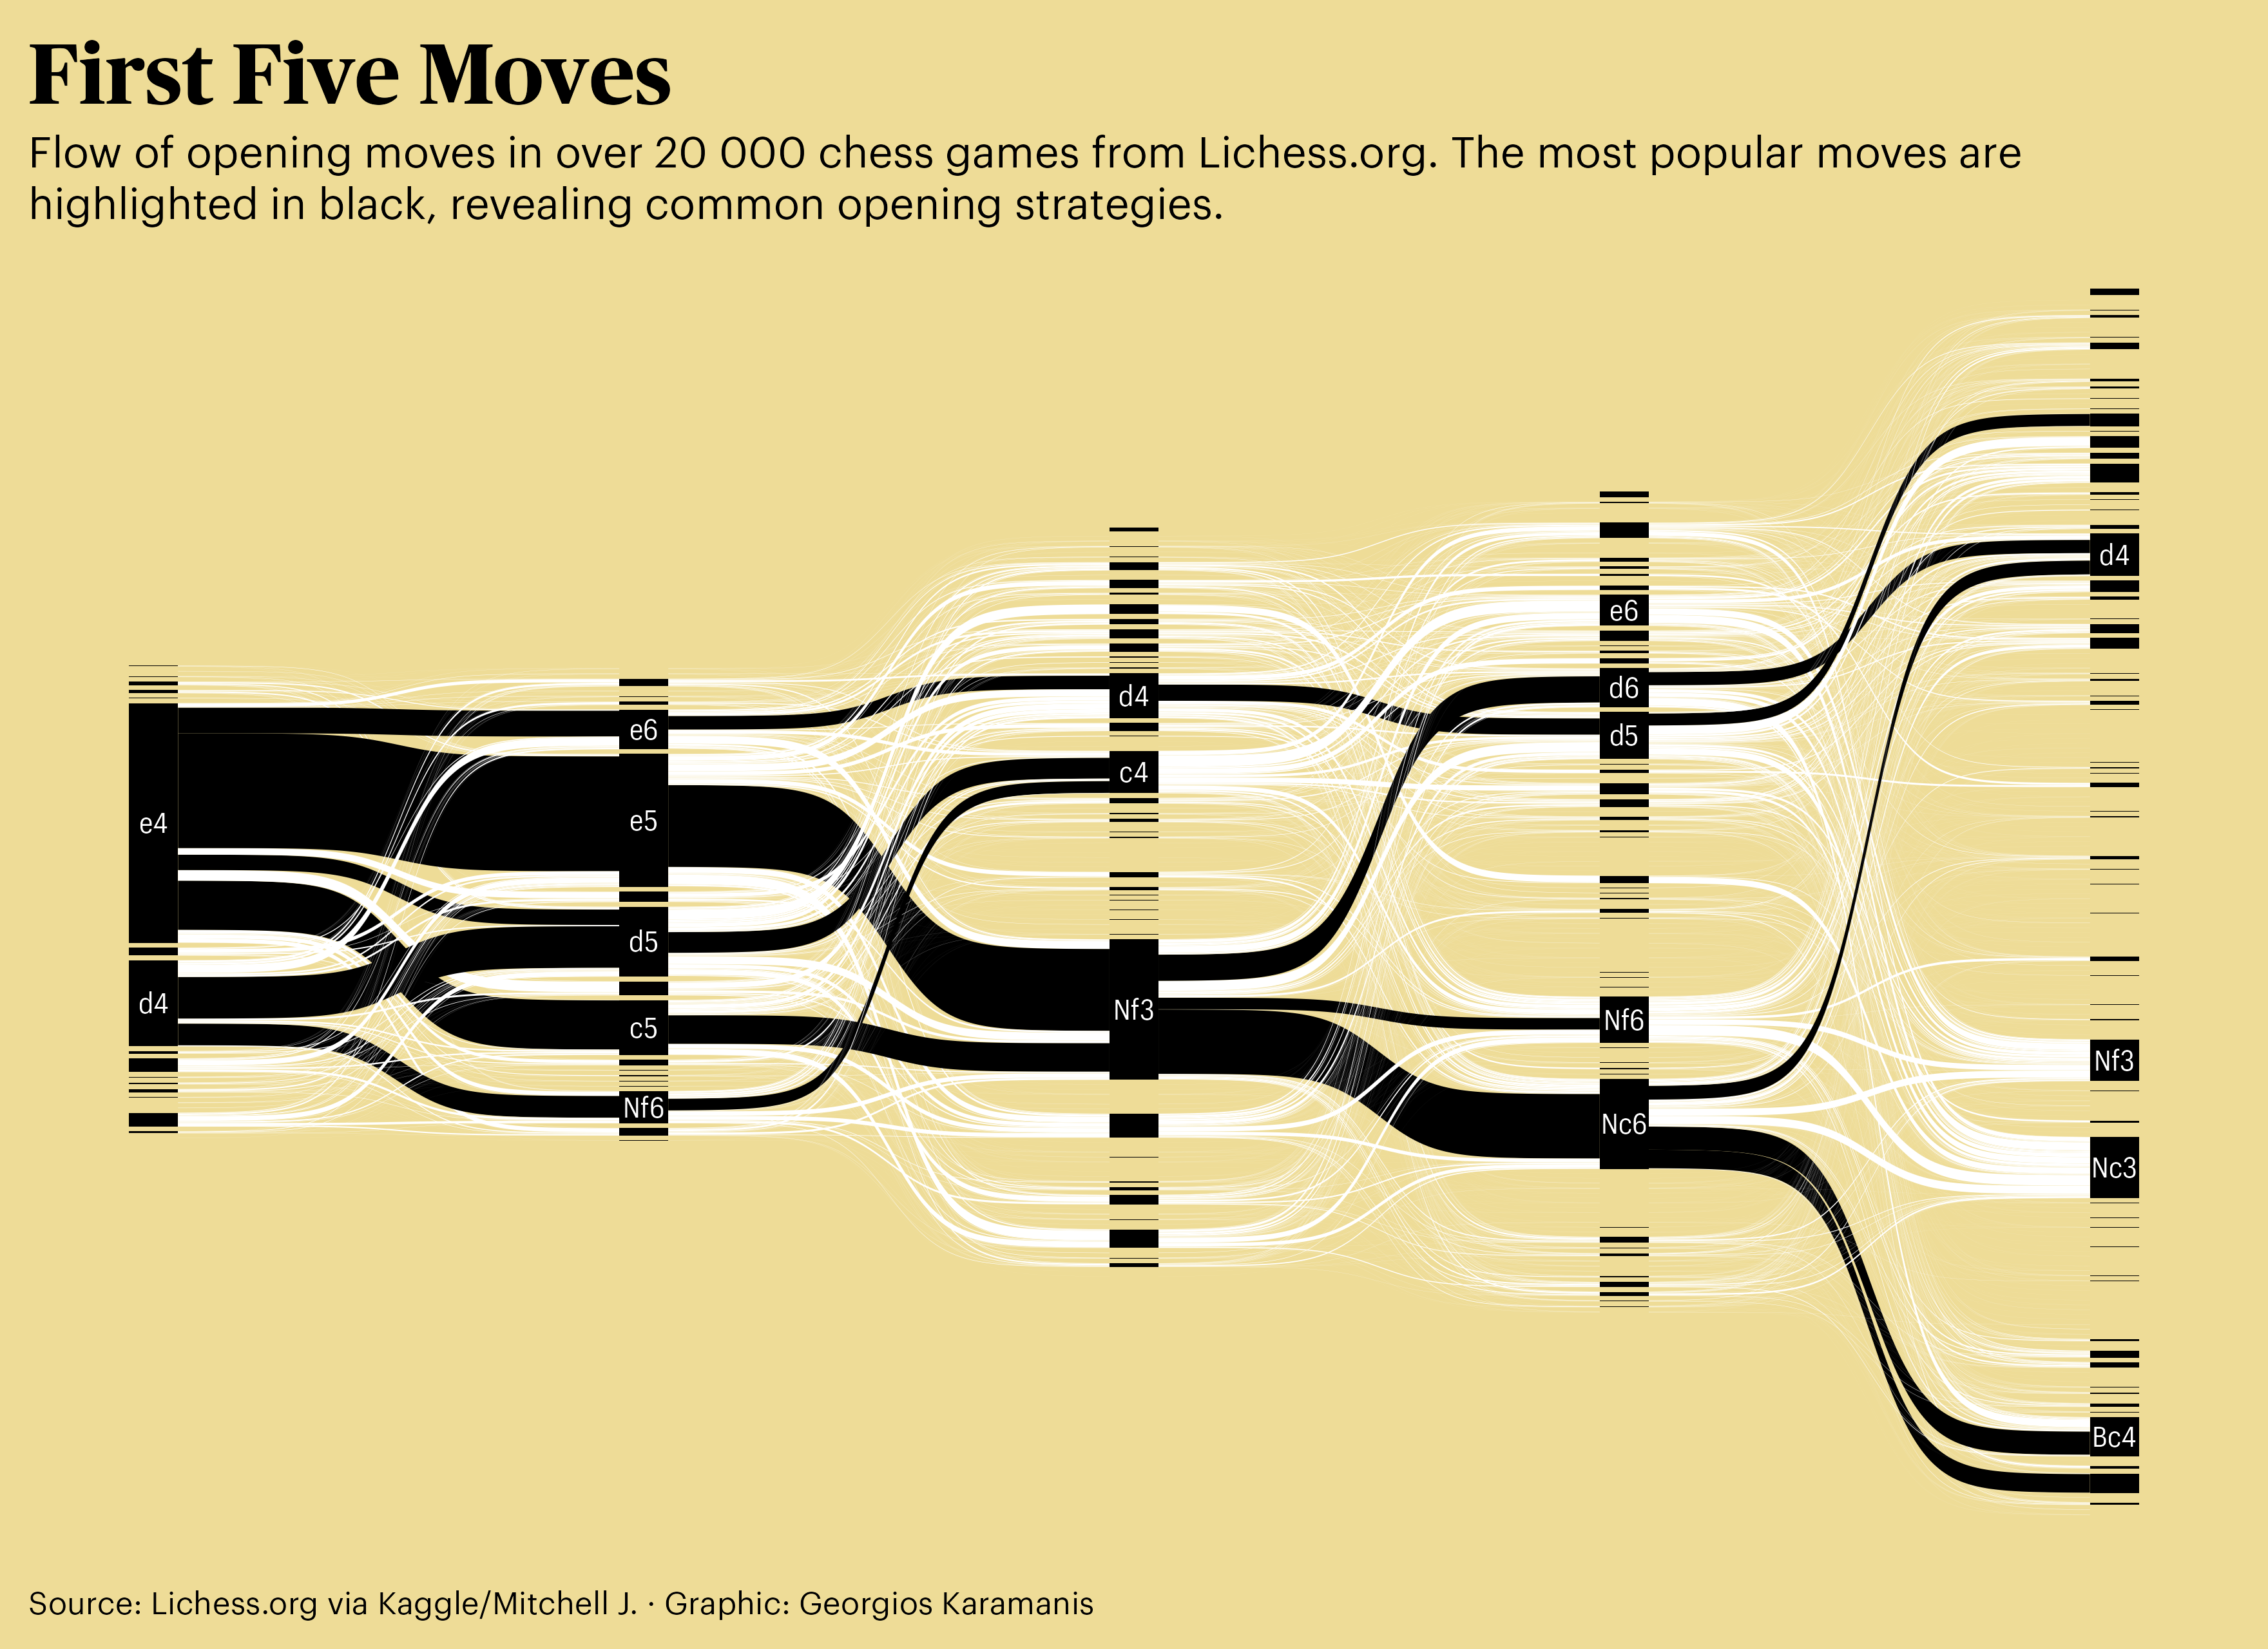 First Five Moves
Flow of opening moves in over 20 000 chess games from Lichess.org. The most popular moves are
highlighted in black, revealing common opening strategies.
e4
d4
e6
e5
d5
c5
Nf6
d4
c4
Nf3
e6
d6
d5
Nf6
Nc6
d4
Nf3
Nc3
Bc4
Source: Lichess.org via Kaggle/Mitchell J. · Graphic: Georgios Karamanis